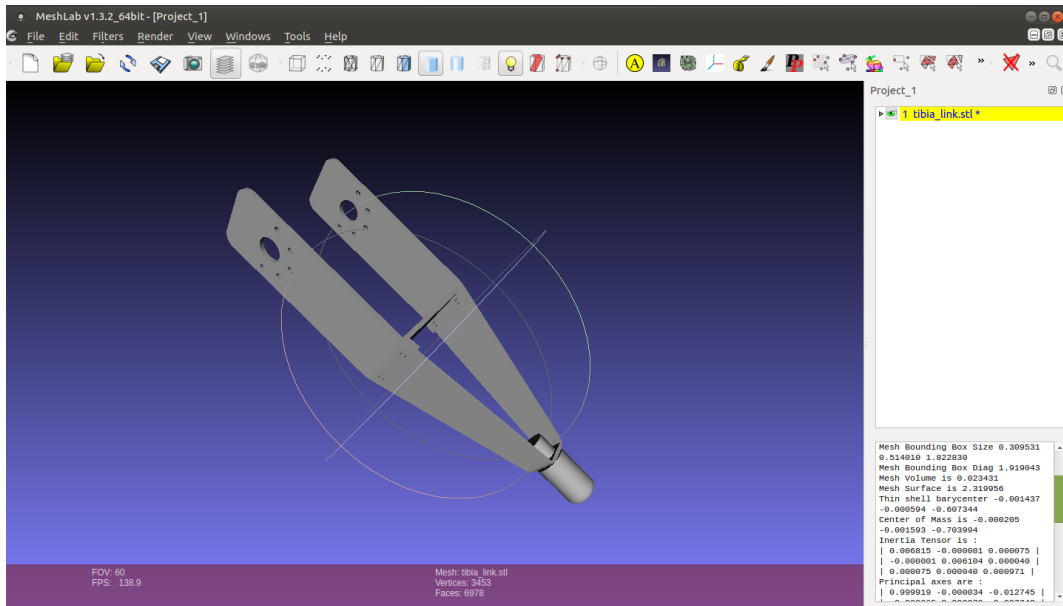 MeshLab v1.3.2_64bit - [Project_1]
File Edit Filters Render View Windows Tools Help
Project_1
1 tibia_link.stl *
Mesh Bounding Box Size 0.309531
0.514010 1.822830
Mesh Bounding Box Diag 1.919043
Mesh Volume is 0.023431
Mesh Surface is 2.319956
Thin shell barycenter -0.001437
-0.000594 -0.607344
Center of Mass is -0.000205
-0.001593 -0.703994
Inertia Tensor is :
| 0.006815 -0.000001 0.000075 |
| -0.000001 0.006104 0.000040 |
| 0.000075 0.000040 0.000971 |
Principal axes are :
| 0.999919 -0.000034 -0.012745 |
FOV: 60
FPS: 138.9
Mesh: tibia_link.stl
Vertices: 3453
Faces: 6978